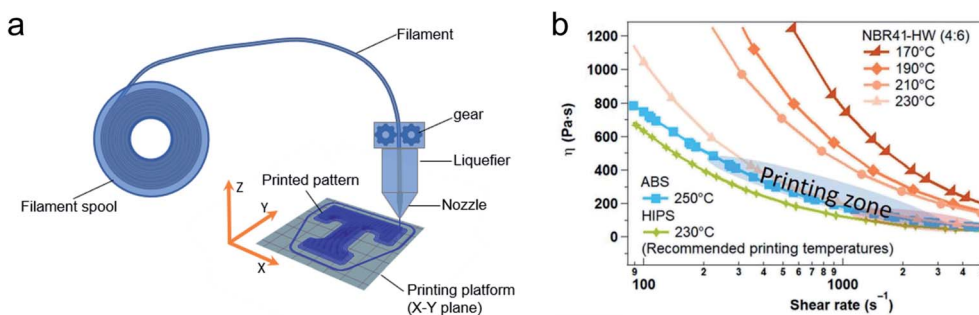 a
Filament
gear
Liquefier
Nozzle
Printed pattern
Filament spool
Z
Y
X
Printing platform
(X-Y plane)
b
NBR41-HW (4:6)
170°C
190°C
210°C
230°C
1200
1000
800
600
400
200
0
η (Pa·s)
Printing zone
ABS
250°C
HIPS
230°C
(Recommended printing temperatures)
9 2 3 4 5 6 7 8 9 2 3 4
100 1000
Shear rate (s⁻¹)